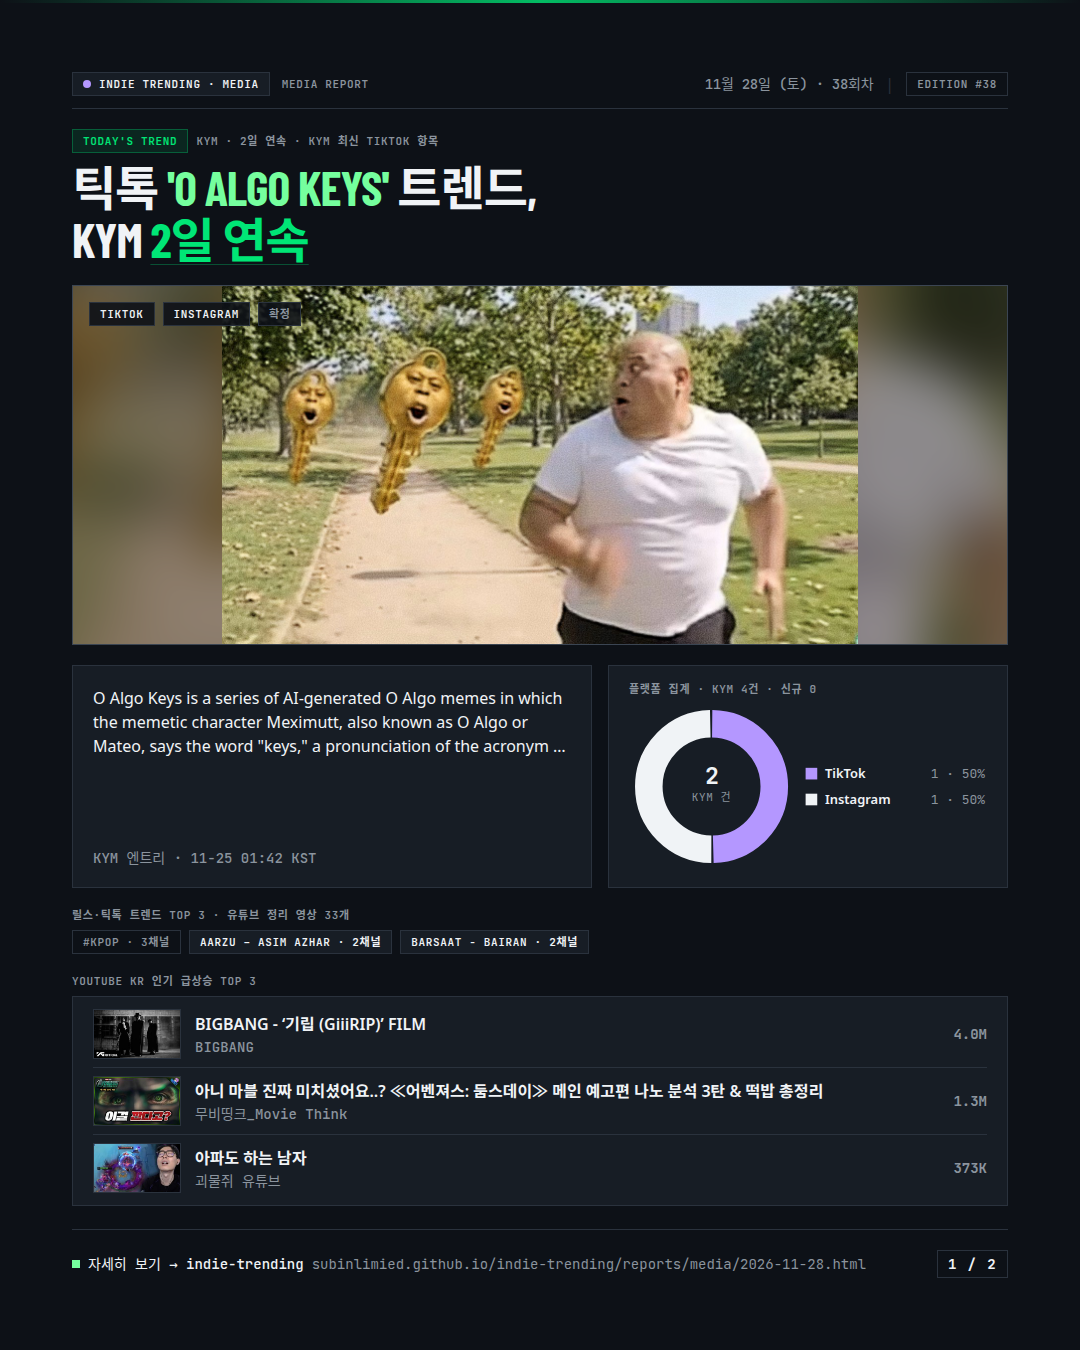 INDIE TRENDING · MEDIA MEDIA REPORT 11월 28일 (토) · 38회차 EDITION #38
TODAY'S TREND KYM · 2일 연속 · KYM 최신 TIKTOK 항목
틱톡 'O ALGO KEYS' 트렌드,
KYM 2일 연속
TIKTOK INSTAGRAM 확정
O Algo Keys is a series of AI-generated O Algo memes in which
the memetic character Meximutt, also known as O Algo or
Mateo, says the word "keys," a pronunciation of the acronym ...
KYM 엔트리 · 11-25 01:42 KST
플랫폼 집계 · KYM 4건 · 신규 0
2
KYM 건
TikTok 1 · 50%
Instagram 1 · 50%
릴스·틱톡 트렌드 TOP 3 · 유튜브 정리 영상 33개
#KPOP · 3채널 AARZU – ASIM AZHAR · 2채널 BARSAAT - BAIRAN · 2채널
YOUTUBE KR 인기 급상승 TOP 3
BIGBANG - ‘기립 (GiiiRIP)’ FILM
BIGBANG
4.0M
아니 마블 진짜 미치셨어요..? ≪어벤져스: 둠스데이≫ 메인 예고편 나노 분석 3탄 & 떡밥 총정리
무비띵크_Movie Think
1.3M
아파도 하는 남자
괴물쥐 유튜브
373K
자세히 보기 → indie-trending subinlimied.github.io/indie-trending/reports/media/2026-11-28.html 1 / 2